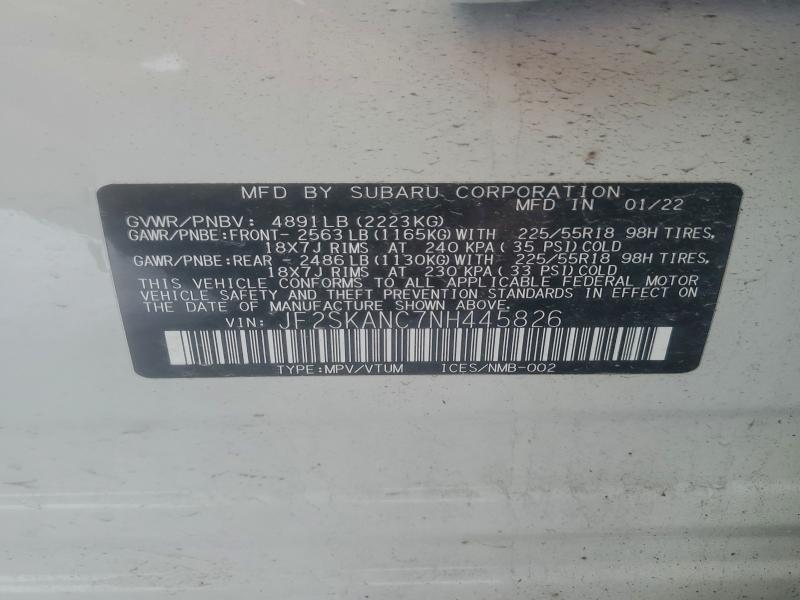 MFD BY SUBARU CORPORATION
MFD IN 01/22
GVWR/PNBV: 4891LB(2223KG)
GAWR/PNBE:FRONT- 2563LB(1165KG)WITH 225/55R18 98H TIRES,
18X7J RIMS AT 240 KPA(35 PSI)COLD
GAWR/PNBE:REAR - 2486LB(1130KG)WITH 225/55R18 98H TIRES,
18X7J RIMS AT 230 KPA(33 PSI)COLD
THIS VEHICLE CONFORMS TO ALL APPLICABLE FEDERAL MOTOR
VEHICLE SAFETY AND THEFT PREVENTION STANDARDS IN EFFECT ON
THE DATE OF MANUFACTURE SHOWN ABOVE.
VIN: JF2SKANC7NH445826
TYPE:MPV/VTUM ICES/NMB-002